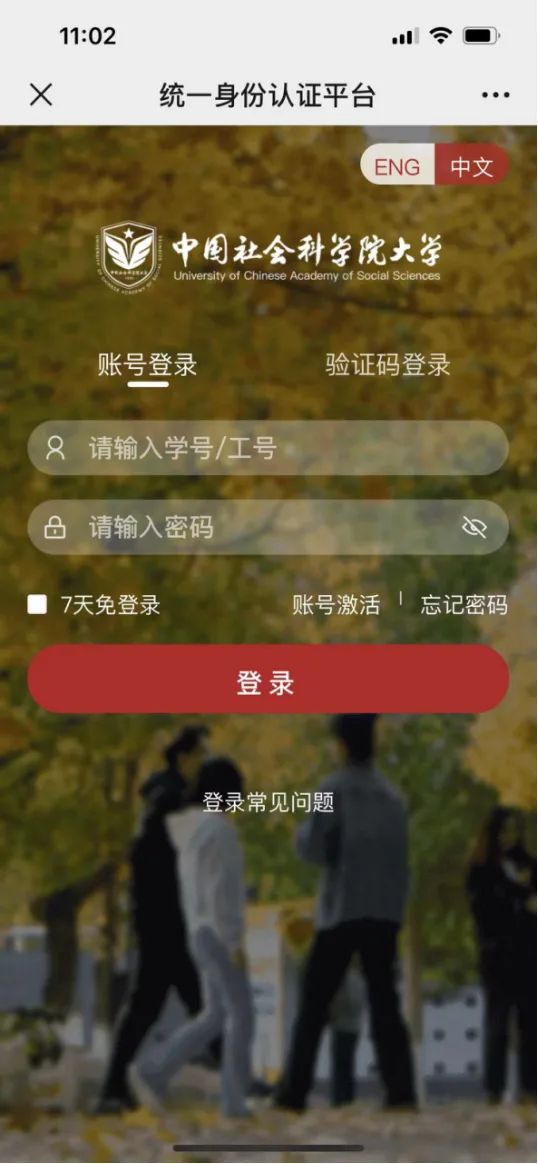 11:02
统一身份认证平台
ENG 中文
中国社会科学院大学
University of Chinese Academy of Social Sciences
账号登录 验证码登录
请输入学号/工号
请输入密码
7天免登录 账号激活 | 忘记密码
登录
登录常见问题